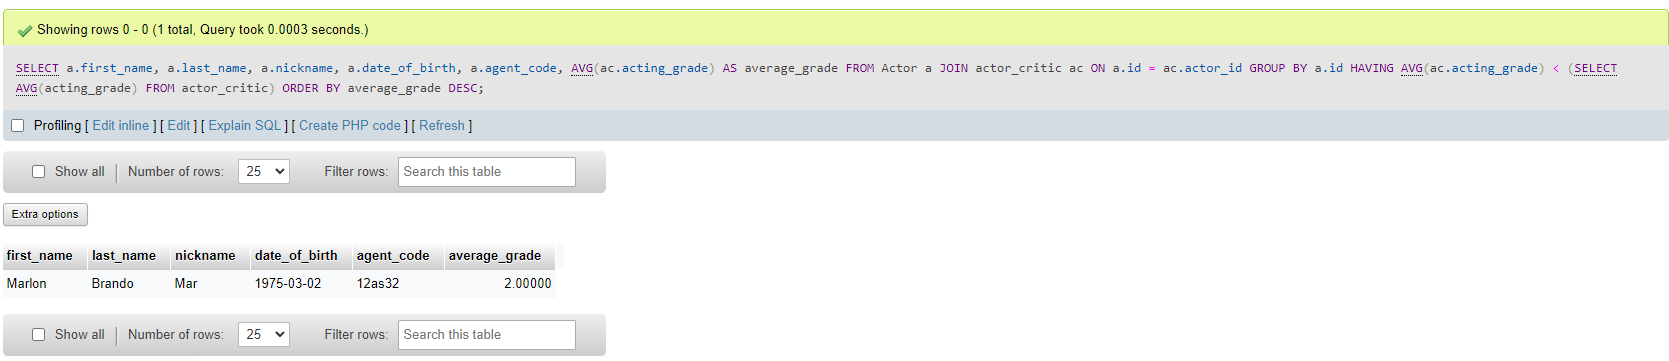 Showing rows 0 - 0 (1 total, Query took 0.0003 seconds.)
SELECT a.first_name, a.last_name, a.nickname, a.date_of_birth, a.agent_code, AVG(ac.acting_grade) AS average_grade FROM Actor a JOIN actor_critic ac ON a.id = ac.actor_id GROUP BY a.id HAVING AVG(ac.acting_grade) < (SELECT
AVG(acting_grade) FROM actor_critic) ORDER BY average_grade DESC;
Profiling [ Edit inline ] [ Edit ] [ Explain SQL ] [ Create PHP code ] [ Refresh ]
Show all | Number of rows: 25 Filter rows: Search this table
Extra options
first_name last_name nickname date_of_birth agent_code average_grade
Marlon Brando Mar 1975-03-02 12as32 2.00000
Show all | Number of rows: 25 Filter rows: Search this table